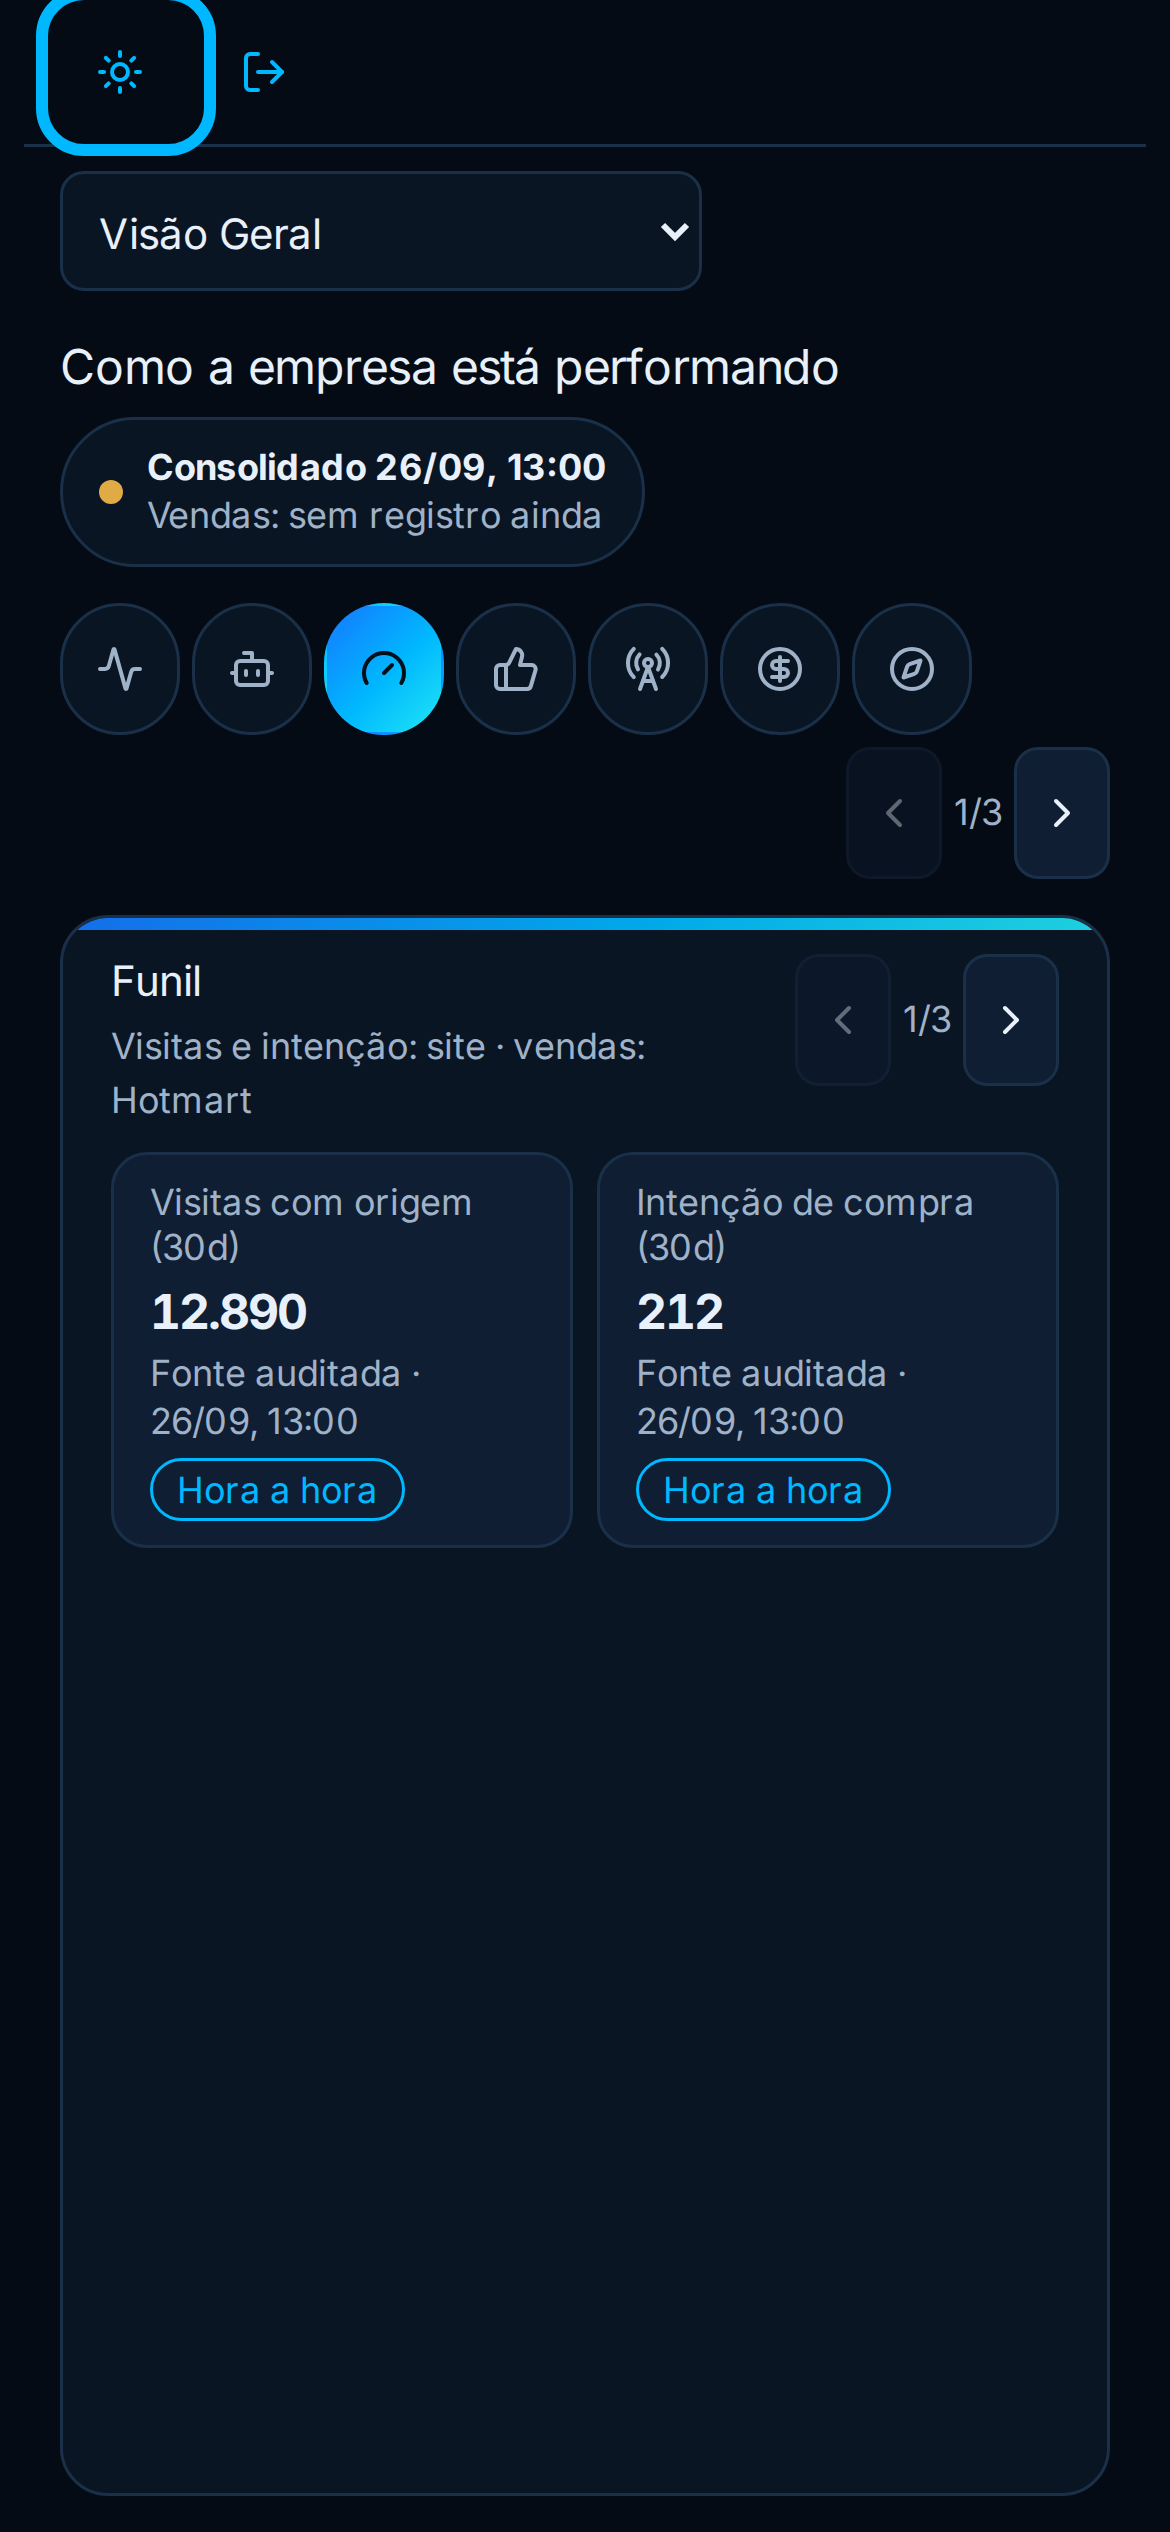 Visão Geral
Como a empresa está performando
Consolidado 26/09, 13:00
Vendas: sem registro ainda
1/3
Funil
1/3
Visitas e intenção: site · vendas:
Hotmart
Visitas com origem
(30d)
12.890
Fonte auditada ·
26/09, 13:00
Hora a hora
Intenção de compra
(30d)
212
Fonte auditada ·
26/09, 13:00
Hora a hora